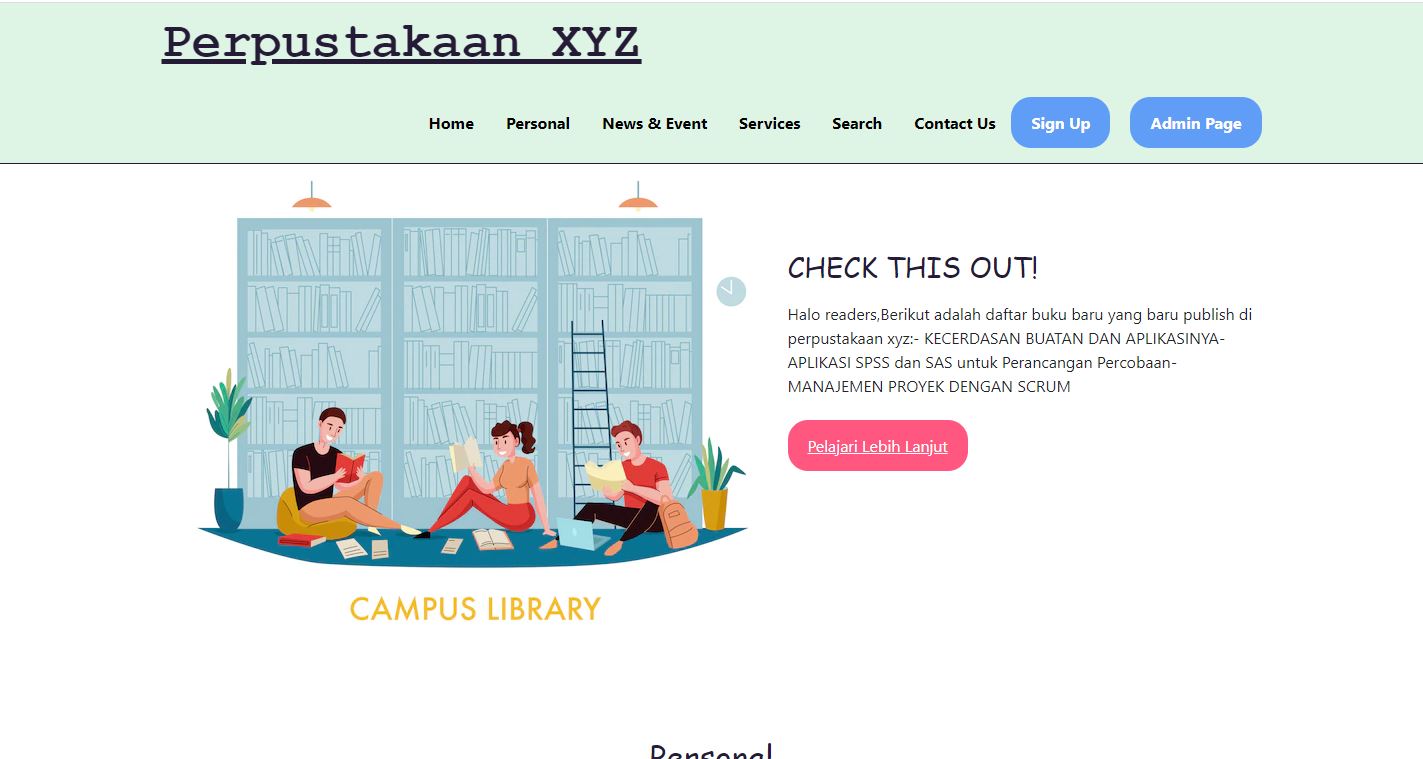 Perpustakaan XYZ
Home Personal News & Event Services Search Contact Us Sign Up Admin Page
CHECK THIS OUT!
Halo readers,Berikut adalah daftar buku baru yang baru publish di
perpustakaan xyz:- KECERDASAN BUATAN DAN APLIKASINYA-
APLIKASI SPSS dan SAS untuk Perancangan Percobaan-
MANAJEMEN PROYEK DENGAN SCRUM
Pelajari Lebih Lanjut
CAMPUS LIBRARY
Personal